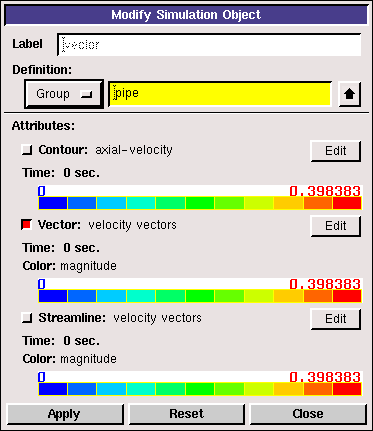 Modify Simulation Object
Label vector
Definition:
Group pipe
Attributes:
Contour: axial-velocity Edit
Time: 0 sec.
0 0.398383
Vector: velocity vectors Edit
Time: 0 sec.
Color: magnitude
0 0.398383
Streamline: velocity vectors Edit
Time: 0 sec.
Color: magnitude
0 0.398383
Apply Reset Close